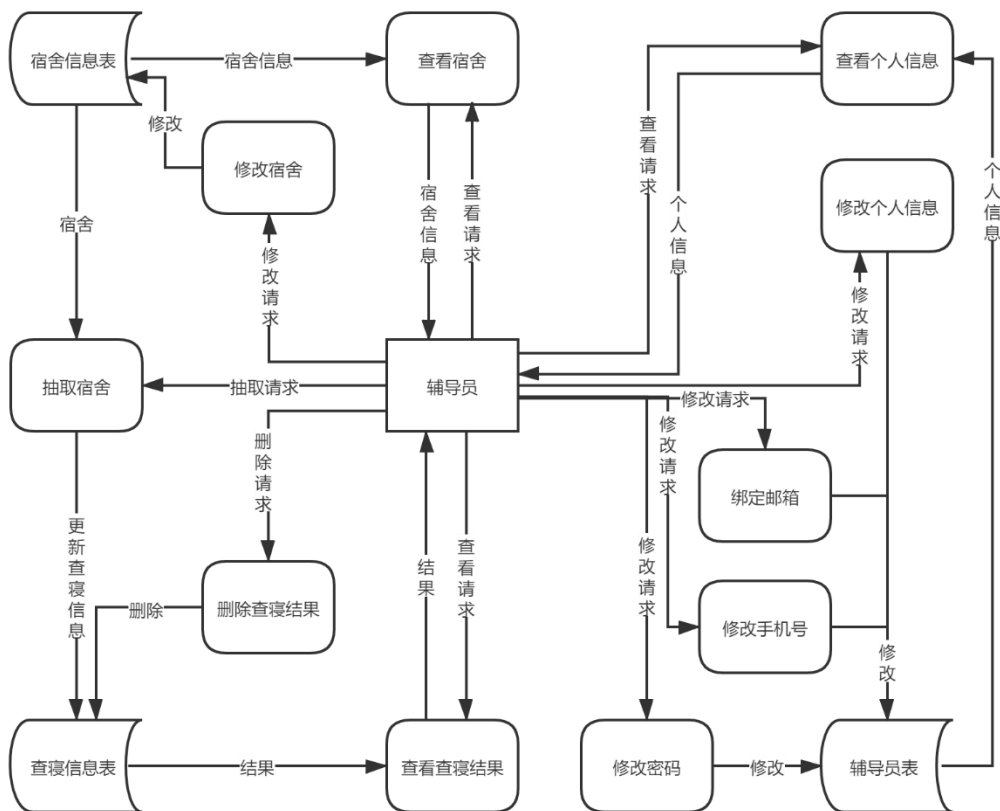 宿舍信息表
宿舍信息
查看宿舍
查看个人信息
修改
修改宿舍
查看请求
修改个人信息
个人信息
宿舍
宿舍信息
查看请求
个人信息
修改请求
修改请求
抽取宿舍
抽取请求
辅导员
修改请求
删除请求
修改请求
绑定邮箱
更新查寝信息
结果
查看请求
修改请求
删除
删除查寝结果
修改手机号
修改
查寝信息表
结果
查看查寝结果
修改密码
修改
辅导员表